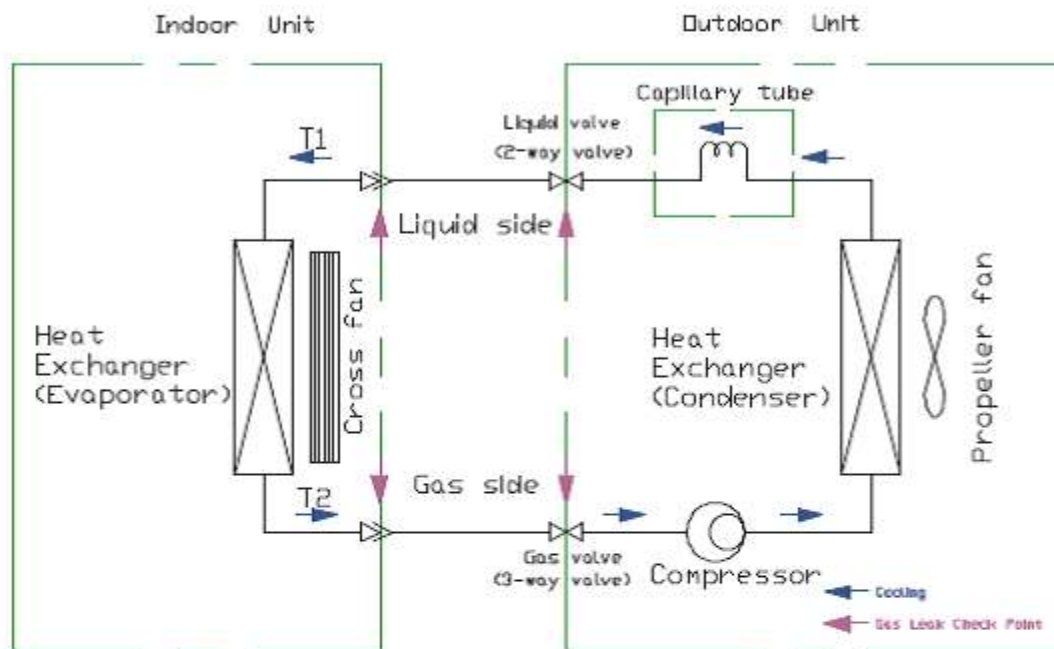 Indoor Unit
Outdoor Unit
Capillary tube
Liquid valve
(2-way valve)
T1
Liquid side
Heat
Exchanger
(Evaporator)
Cross fan
Heat
Exchanger
(Condenser)
Propeller fan
T2
Gas side
Gas valve
(3-way valve)
Compressor
Cooling
Gas Leak Check Point